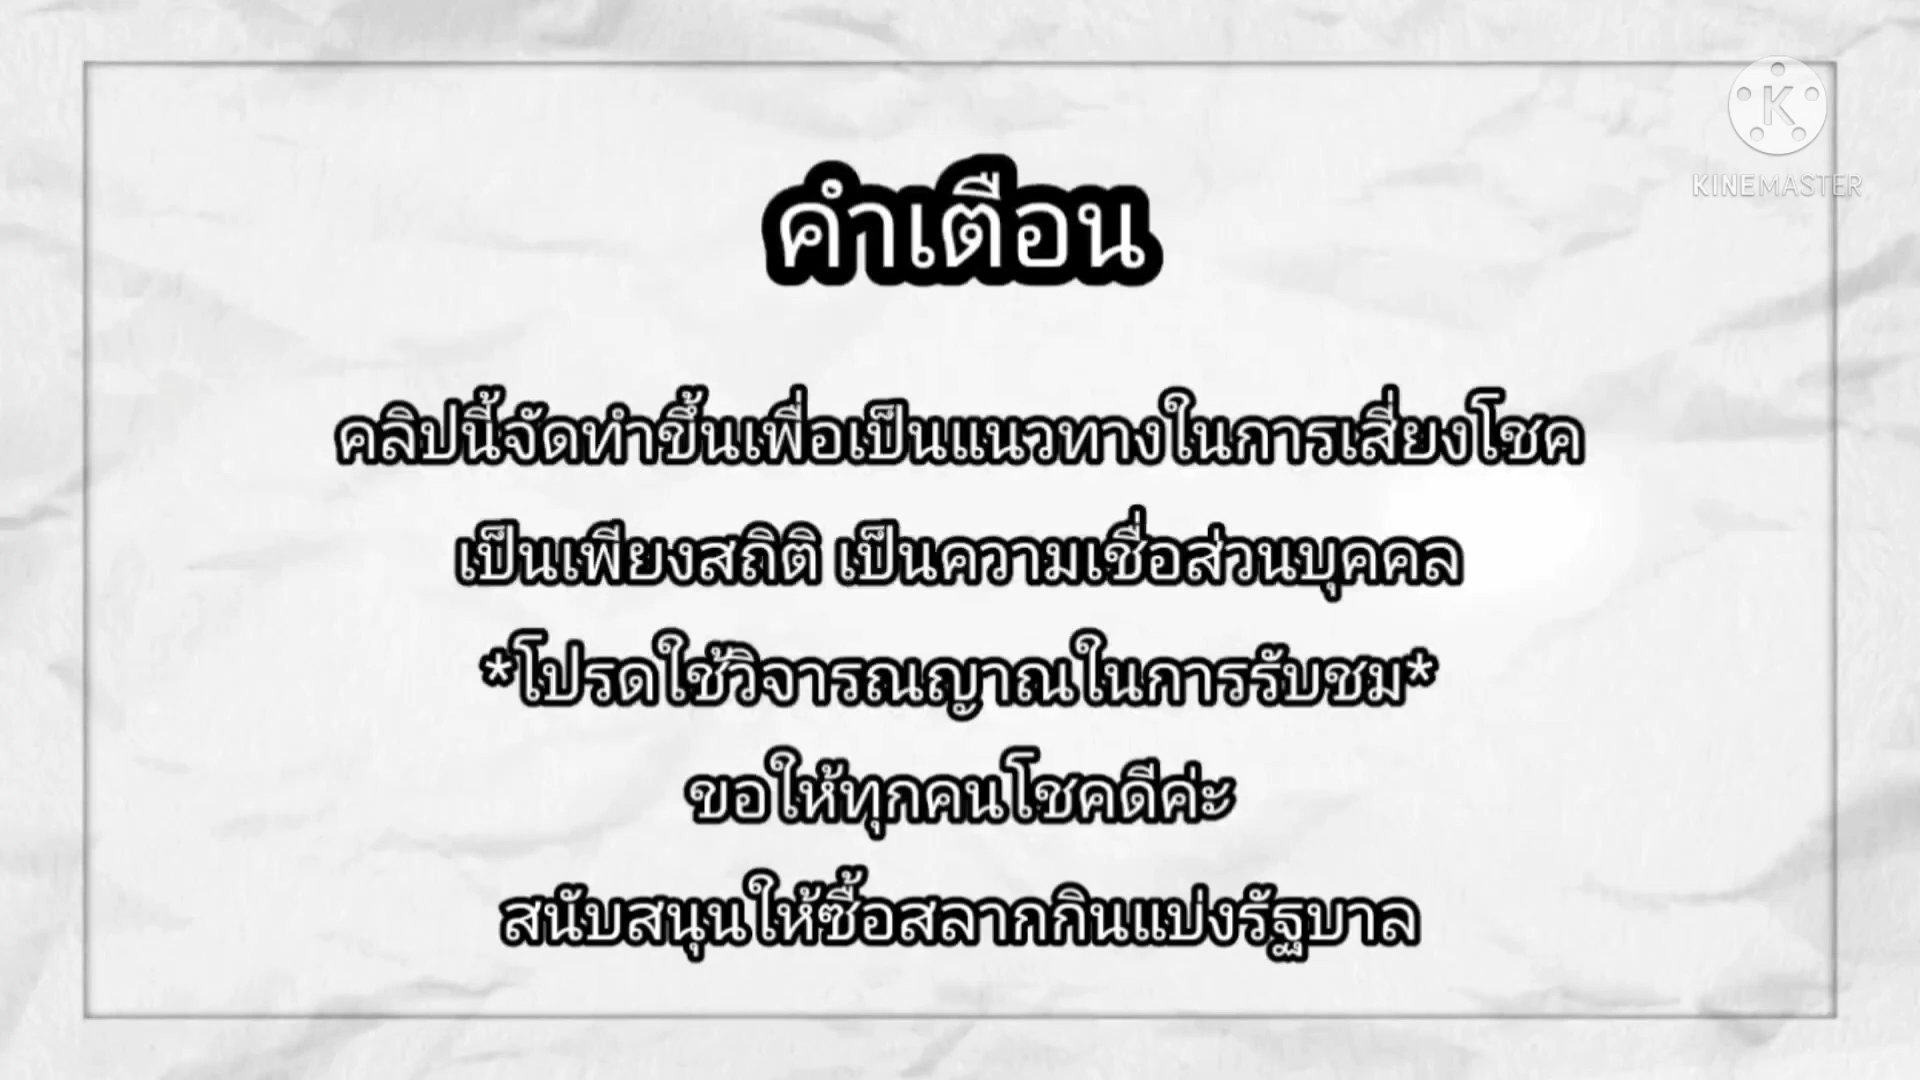 KINEMASTER
คำเตือน
คลิปนี้จัดทำขึ้นเพื่อเป็นแนวทางในการเสี่ยงโชค
เป็นเพียงสถิติ เป็นความเชื่อส่วนบุคคล
*โปรดใช้วิจารณญาณในการรับชม*
ขอให้ทุกคนโชคดีค่ะ
สนับสนุนให้ซื้อสลากกินแบ่งรัฐบาล